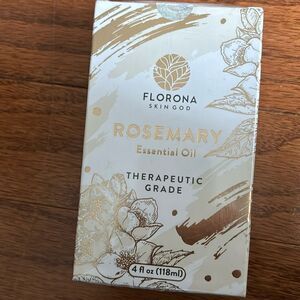 FLORONA
SKIN GOD
ROSEMARY
Essential Oil
THERAPEUTIC
GRADE
4 fl oz (118ml)